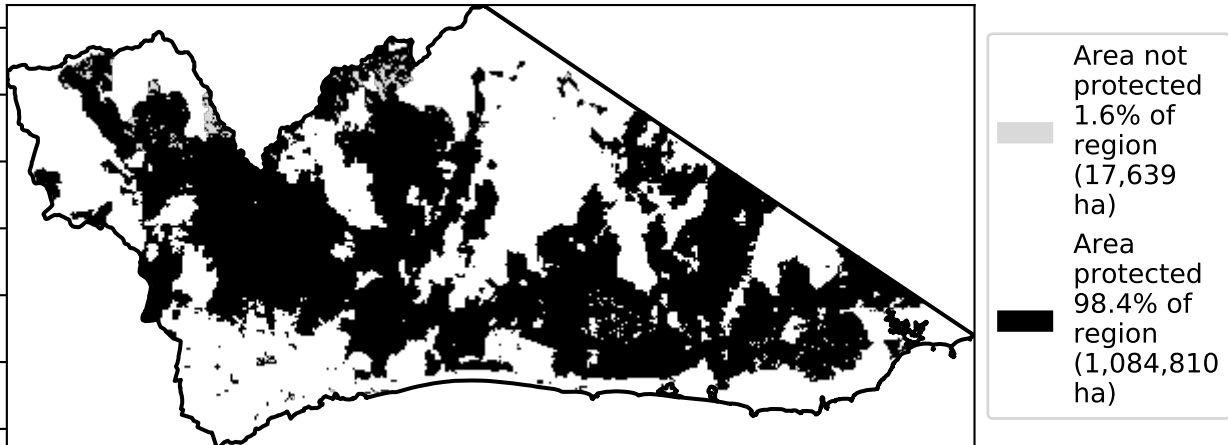 Area not
protected
1.6% of
region
(17,639
ha)
Area
protected
98.4% of
region
(1,084,810
ha)